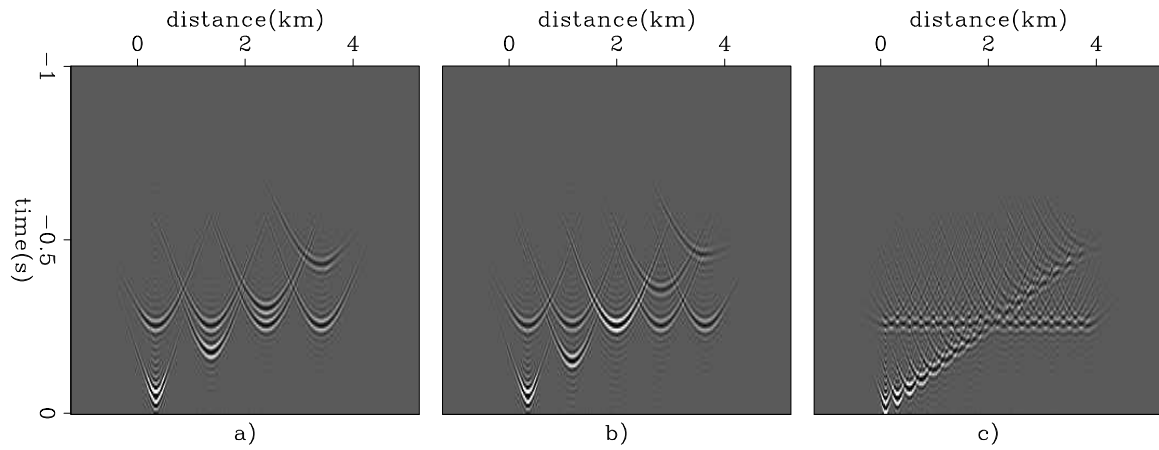 distance(km) distance(km) distance(km)
0 2 4 0 2 4 0 2 4
−1
−0.5
0
time(s)
a) b) c)